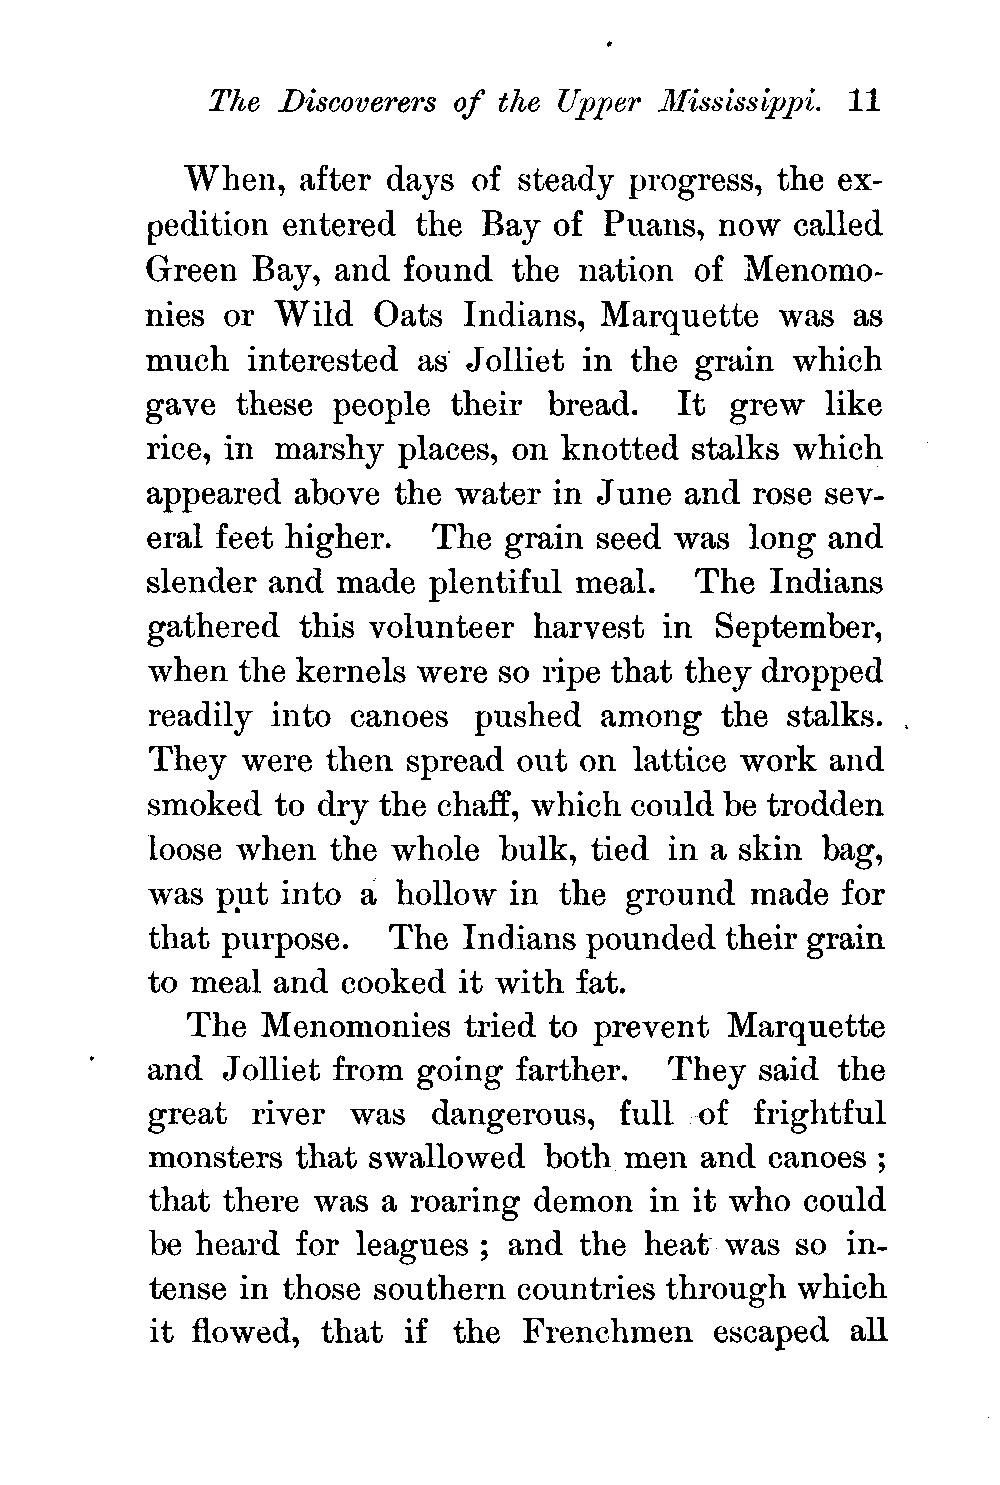 The Discoverers of the Upper Mississippi. 11
When, after days of steady progress, the ex-
pedition entered the Bay of Puans, now called
Green Bay, and found the nation of Menomo-
nies or Wild Oats Indians, Marquette was as
much interested as Jolliet in the grain which
gave these people their bread. It grew like
rice, in marshy places, on knotted stalks which
appeared above the water in June and rose sev-
eral feet higher. The grain seed was long and
slender and made plentiful meal. The Indians
gathered this volunteer harvest in September,
when the kernels were so ripe that they dropped
readily into canoes pushed among the stalks.
They were then spread out on lattice work and
smoked to dry the chaff, which could be trodden
loose when the whole bulk, tied in a skin bag,
was put into a hollow in the ground made for
that purpose. The Indians pounded their grain
to meal and cooked it with fat.
The Menomonies tried to prevent Marquette
and Jolliet from going farther. They said the
great river was dangerous, full of frightful
monsters that swallowed both men and canoes ;
that there was a roaring demon in it who could
be heard for leagues ; and the heat was so in-
tense in those southern countries through which
it flowed, that if the Frenchmen escaped all